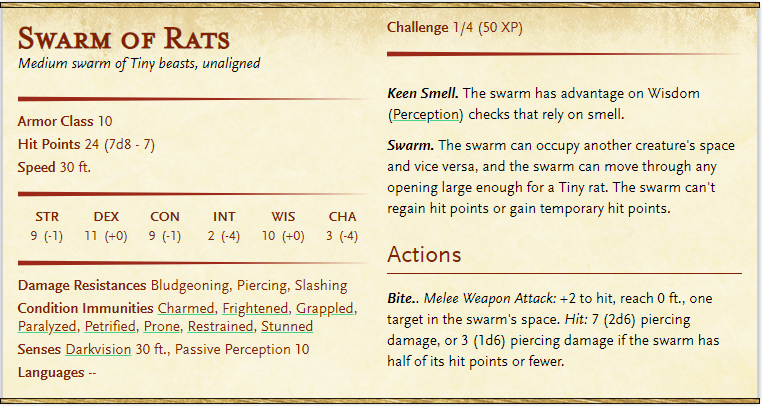 Swarm of Rats
Medium swarm of Tiny beasts, unaligned
Armor Class 10
Hit Points 24 (7d8 - 7)
Speed 30 ft.
STR DEX CON INT WIS CHA
9 (-1) 11 (+0) 9 (-1) 2 (-4) 10 (+0) 3 (-4)
Damage Resistances Bludgeoning, Piercing, Slashing
Condition Immunities Charmed, Frightened, Grappled,
Paralyzed, Petrified, Prone, Restrained, Stunned
Senses Darkvision 30 ft., Passive Perception 10
Languages --
Challenge 1/4 (50 XP)
Keen Smell. The swarm has advantage on Wisdom
(Perception) checks that rely on smell.
Swarm. The swarm can occupy another creature's space
and vice versa, and the swarm can move through any
opening large enough for a Tiny rat. The swarm can't
regain hit points or gain temporary hit points.
Actions
Bite.. Melee Weapon Attack: +2 to hit, reach 0 ft., one
target in the swarm's space. Hit: 7 (2d6) piercing
damage, or 3 (1d6) piercing damage if the swarm has
half of its hit points or fewer.